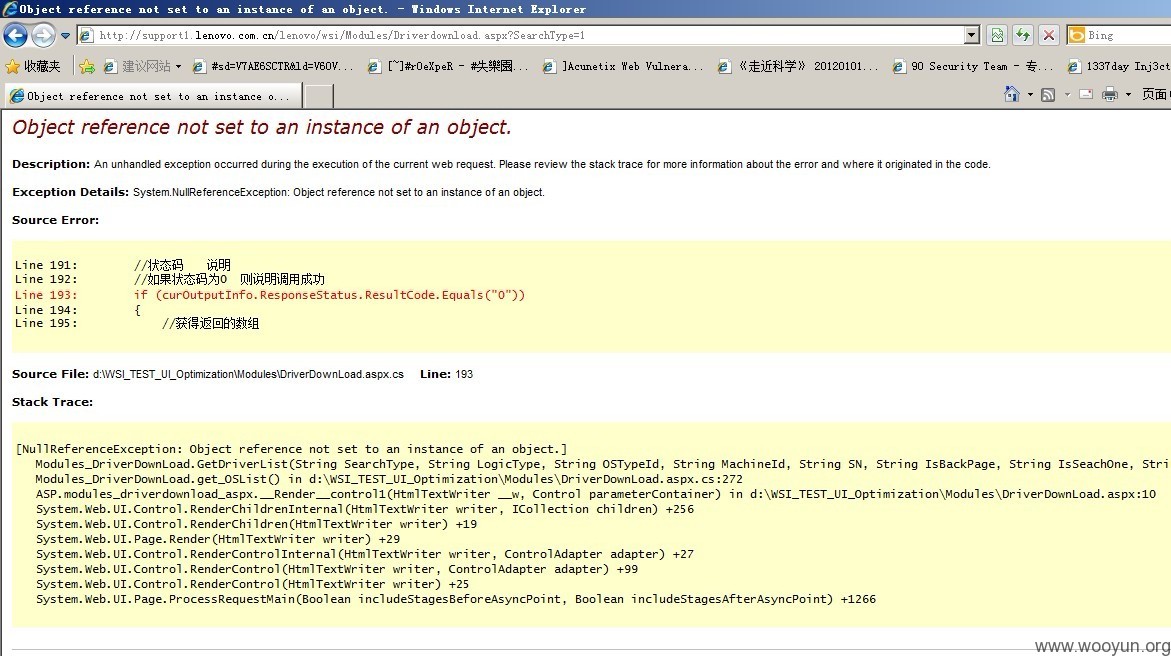 Object reference not set to an instance of an object. - Windows Internet Explorer
http://support1.lenovo.com.cn/lenovo/wsi/Modules/Driverdownload.aspx?SearchType=1
Bing
收藏夹 建议网站 #sd=V7AE6SCTR&ld=V6OV... [^]#r0eXpeR - #失樂園... ]Acunetix Web Vulnera... 《走近科学》 20120101... 90 Security Team - 专... 1337day Inj3ct
Object reference not set to an instance o...
页面
Object reference not set to an instance of an object.
Description: An unhandled exception occurred during the execution of the current web request. Please review the stack trace for more information about the error and where it originated in the code.
Exception Details: System.NullReferenceException: Object reference not set to an instance of an object.
Source Error:
Line 191: //状态码 说明
Line 192: //如果状态码为0 则说明调用成功
Line 193: if (curOutputInfo.ResponseStatus.ResultCode.Equals("0"))
Line 194: {
Line 195: //获得返回的数组
Source File: d:\WSI_TEST_UI_Optimization\Modules\DriverDownLoad.aspx.cs Line: 193
Stack Trace:
[NullReferenceException: Object reference not set to an instance of an object.]
Modules_DriverDownLoad.GetDriverList(String SearchType, String LogicType, String OSTypeId, String MachineId, String SN, String IsBackPage, String IsSeachOne, Stri
Modules_DriverDownLoad.get_OSList() in d:\WSI_TEST_UI_Optimization\Modules\DriverDownLoad.aspx.cs:272
ASP.modules_driverdownload_aspx.__Render__control1(HtmlTextWriter __w, Control parameterContainer) in d:\WSI_TEST_UI_Optimization\Modules\DriverDownLoad.aspx:10
System.Web.UI.Control.RenderChildrenInternal(HtmlTextWriter writer, ICollection children) +256
System.Web.UI.Control.RenderChildren(HtmlTextWriter writer) +19
System.Web.UI.Page.Render(HtmlTextWriter writer) +29
System.Web.UI.Control.RenderControlInternal(HtmlTextWriter writer, ControlAdapter adapter) +27
System.Web.UI.Control.RenderControl(HtmlTextWriter writer, ControlAdapter adapter) +99
System.Web.UI.Control.RenderControl(HtmlTextWriter writer) +25
System.Web.UI.Page.ProcessRequestMain(Boolean includeStagesBeforeAsyncPoint, Boolean includeStagesAfterAsyncPoint) +1266
www.wooyun.org